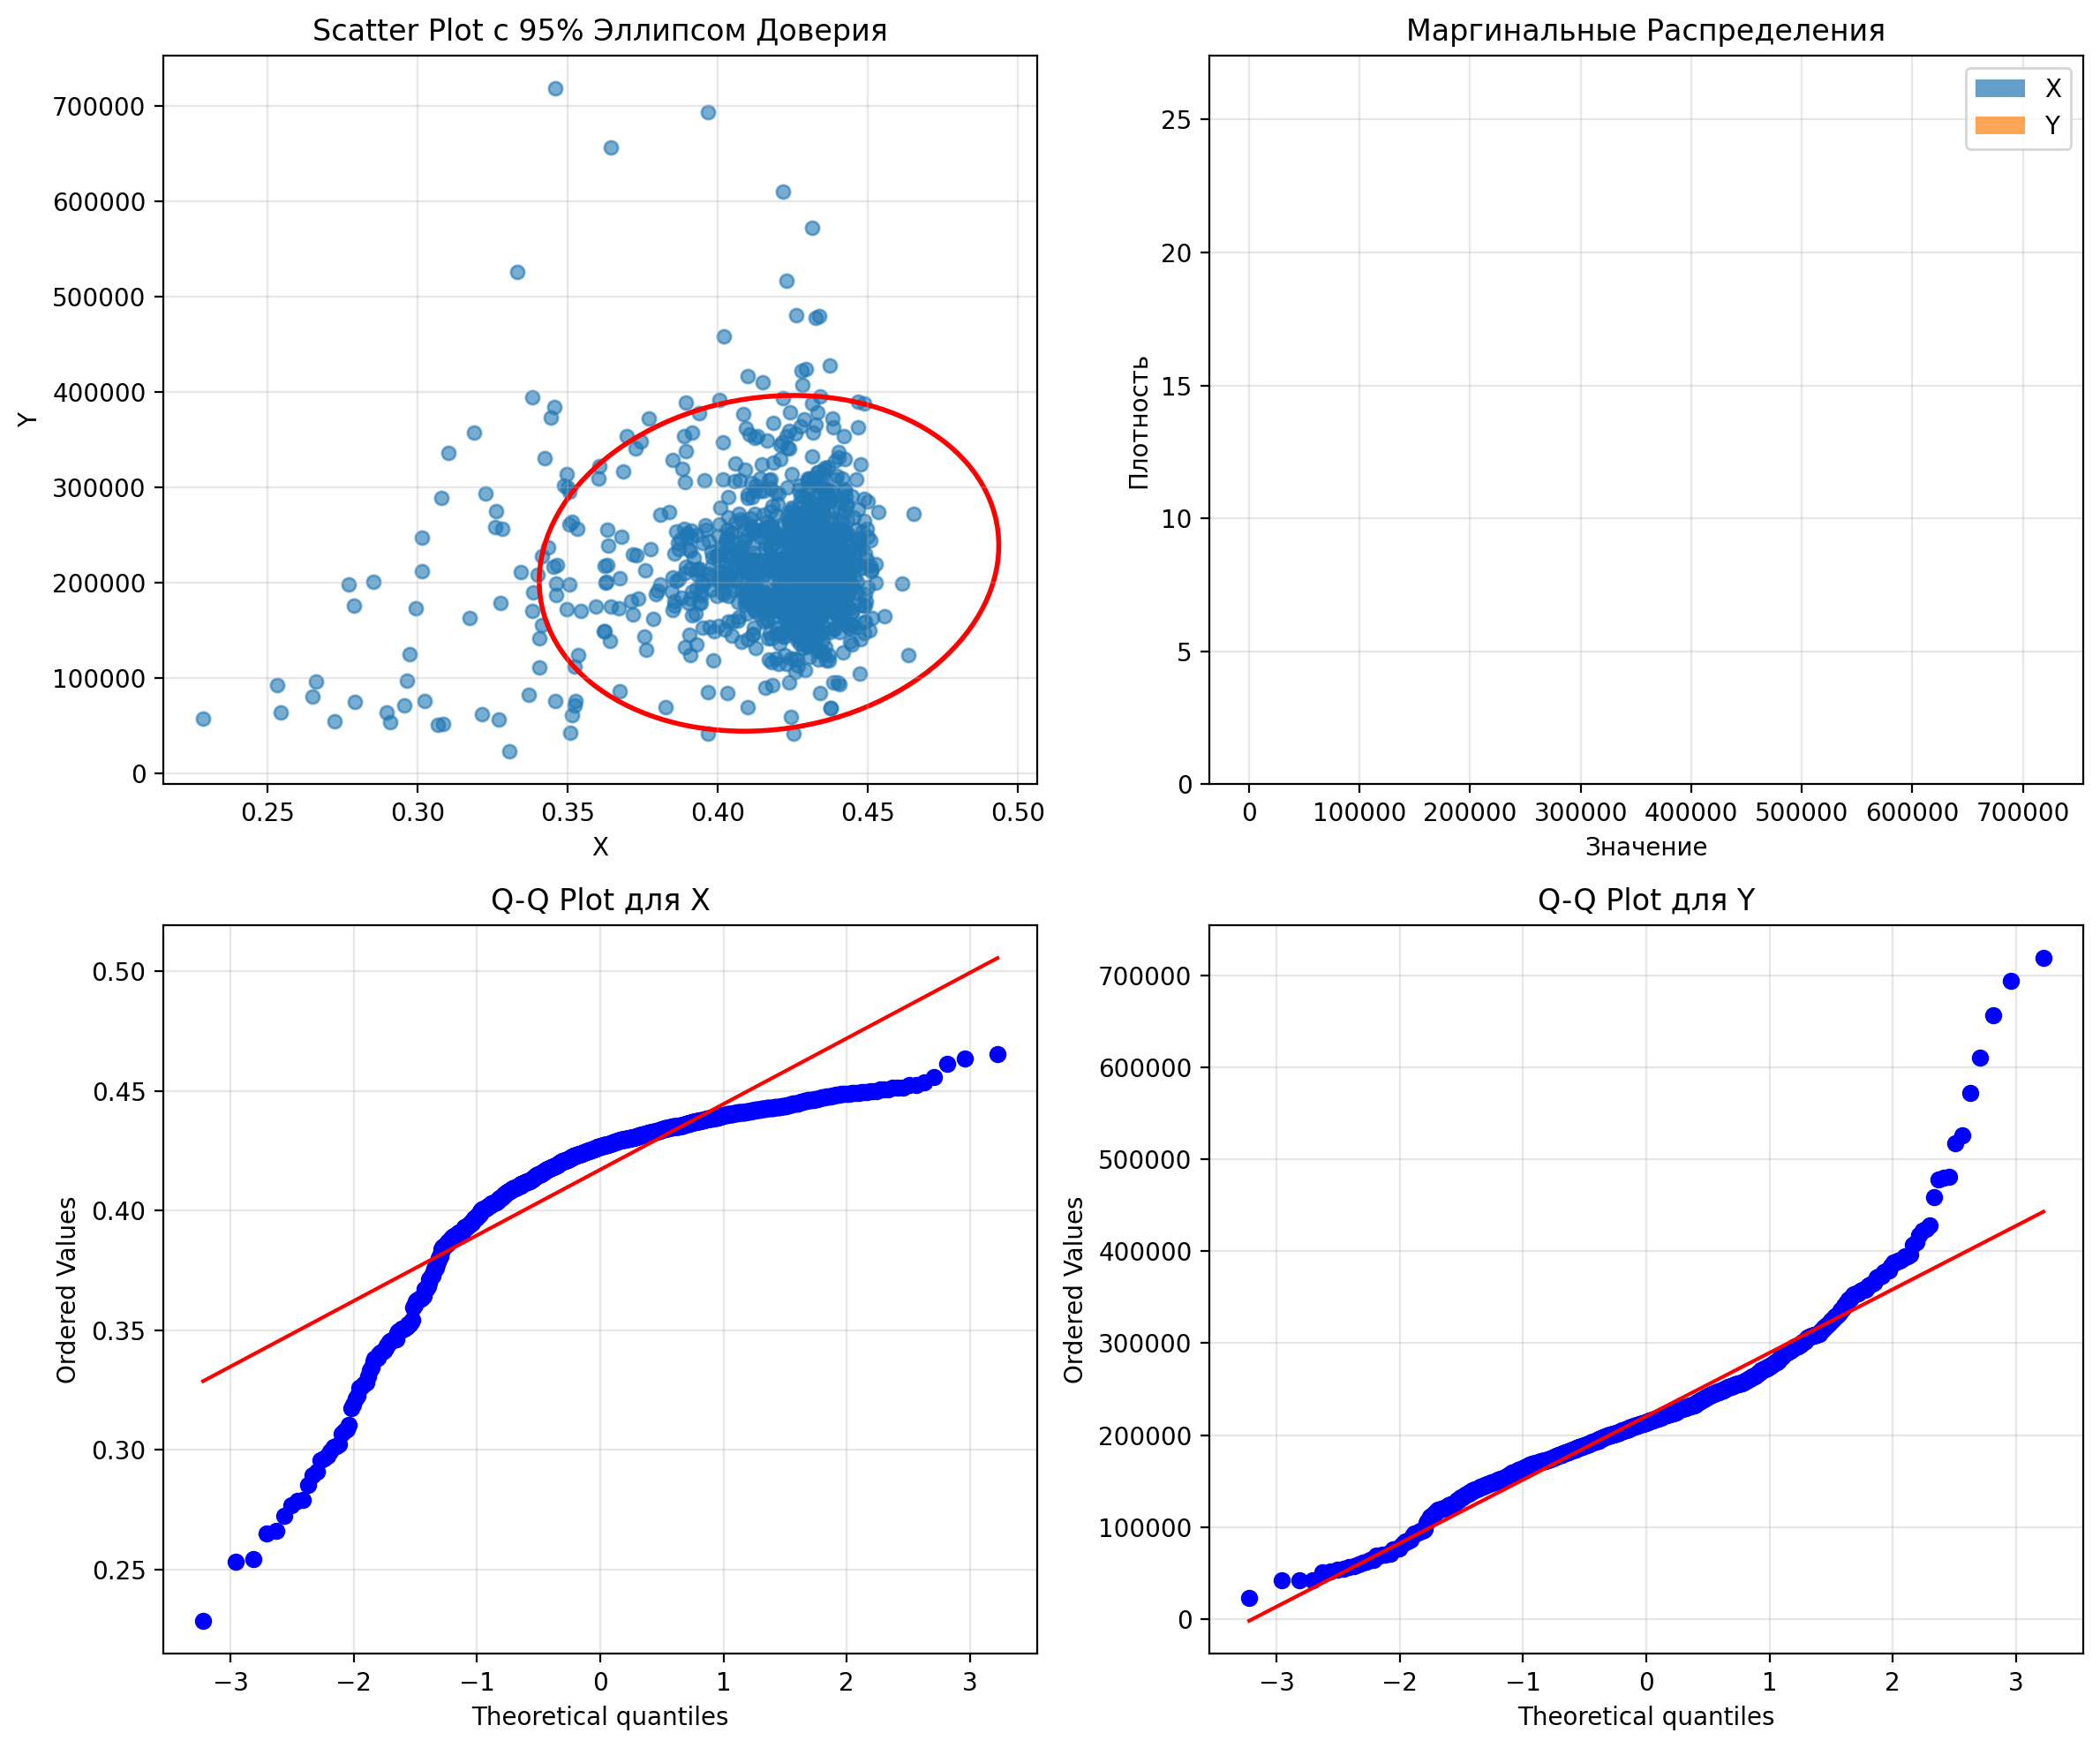 Scatter Plot с 95% Эллипсом Доверия
700000
600000
500000
400000
300000
200000
100000
0
Y
0.25 0.30 0.35 0.40 0.45 0.50
X
Маргинальные Распределения
X
Y
25
20
15
10
5
0
Плотность
0 100000 200000 300000 400000 500000 600000 700000
Значение
Q-Q Plot для X
0.50
0.45
0.40
0.35
0.30
0.25
Ordered Values
−3 −2 −1 0 1 2 3
Theoretical quantiles
Q-Q Plot для Y
700000
600000
500000
400000
300000
200000
100000
0
Ordered Values
−3 −2 −1 0 1 2 3
Theoretical quantiles